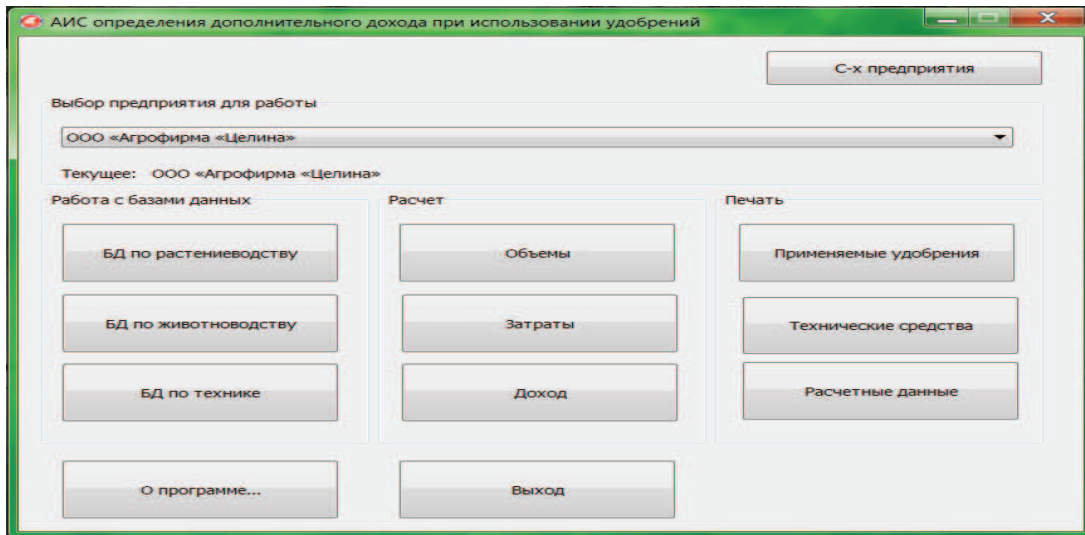 АИС определения дополнительного дохода при использовании удобрений
С-х предприятия
Выбор предприятия для работы
ООО «Агрофирма «Целина»
Текущее: ООО «Агрофирма «Целина»
Работа с базами данных
БД по растениеводству
БД по животноводству
БД по технике
Расчет
Объемы
Затраты
Доход
Печать
Применяемые удобрения
Технические средства
Расчетные данные
О программе...
Выход